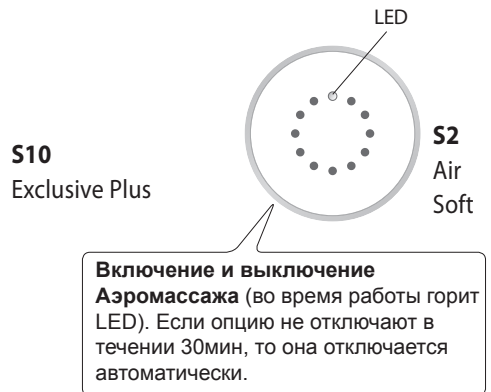 LED
S10
Exclusive Plus
S2
Air
Soft
Включение и выключение
Аэромассажа (во время работы горит
LED). Если опцию не отключают в
течении 30мин, то она отключается
автоматически.